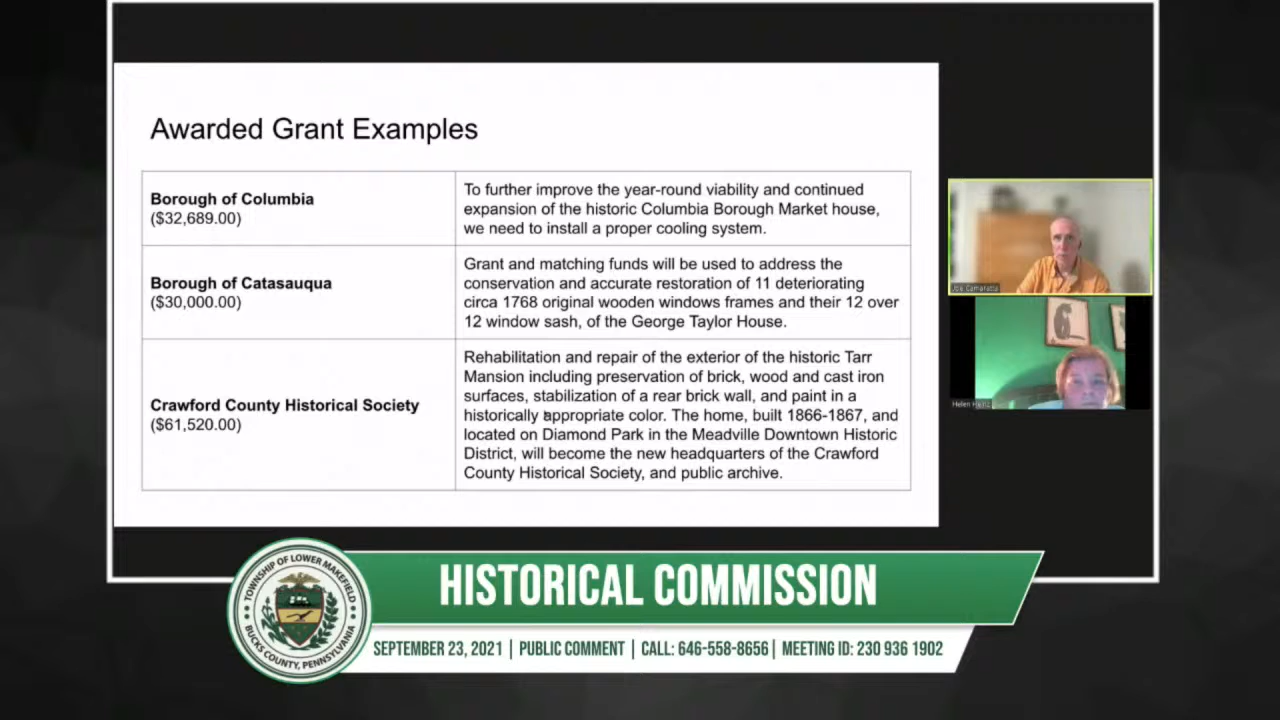 Awarded Grant Examples
Borough of Columbia
($32,689.00)
To further improve the year-round viability and continued
expansion of the historic Columbia Borough Market house,
we need to install a proper cooling system.
Borough of Catasauqua
($30,000.00)
Grant and matching funds will be used to address the
conservation and accurate restoration of 11 deteriorating
circa 1768 original wooden windows frames and their 12 over
12 window sash, of the George Taylor House.
Crawford County Historical Society
($61,520.00)
Rehabilitation and repair of the exterior of the historic Tarr
Mansion including preservation of brick, wood and cast iron
surfaces, stabilization of a rear brick wall, and paint in a
historically appropriate color. The home, built 1866-1867, and
located on Diamond Park in the Meadville Downtown Historic
District, will become the new headquarters of the Crawford
County Historical Society, and public archive.
Joe Camaratta
Helen Heinz
TOWNSHIP OF LOWER MAKEFIELD
BUCKS COUNTY, PENNSYLVANIA
HISTORICAL COMMISSION
SEPTEMBER 23, 2021 | PUBLIC COMMENT | CALL: 646-558-8656 | MEETING ID: 230 936 1902